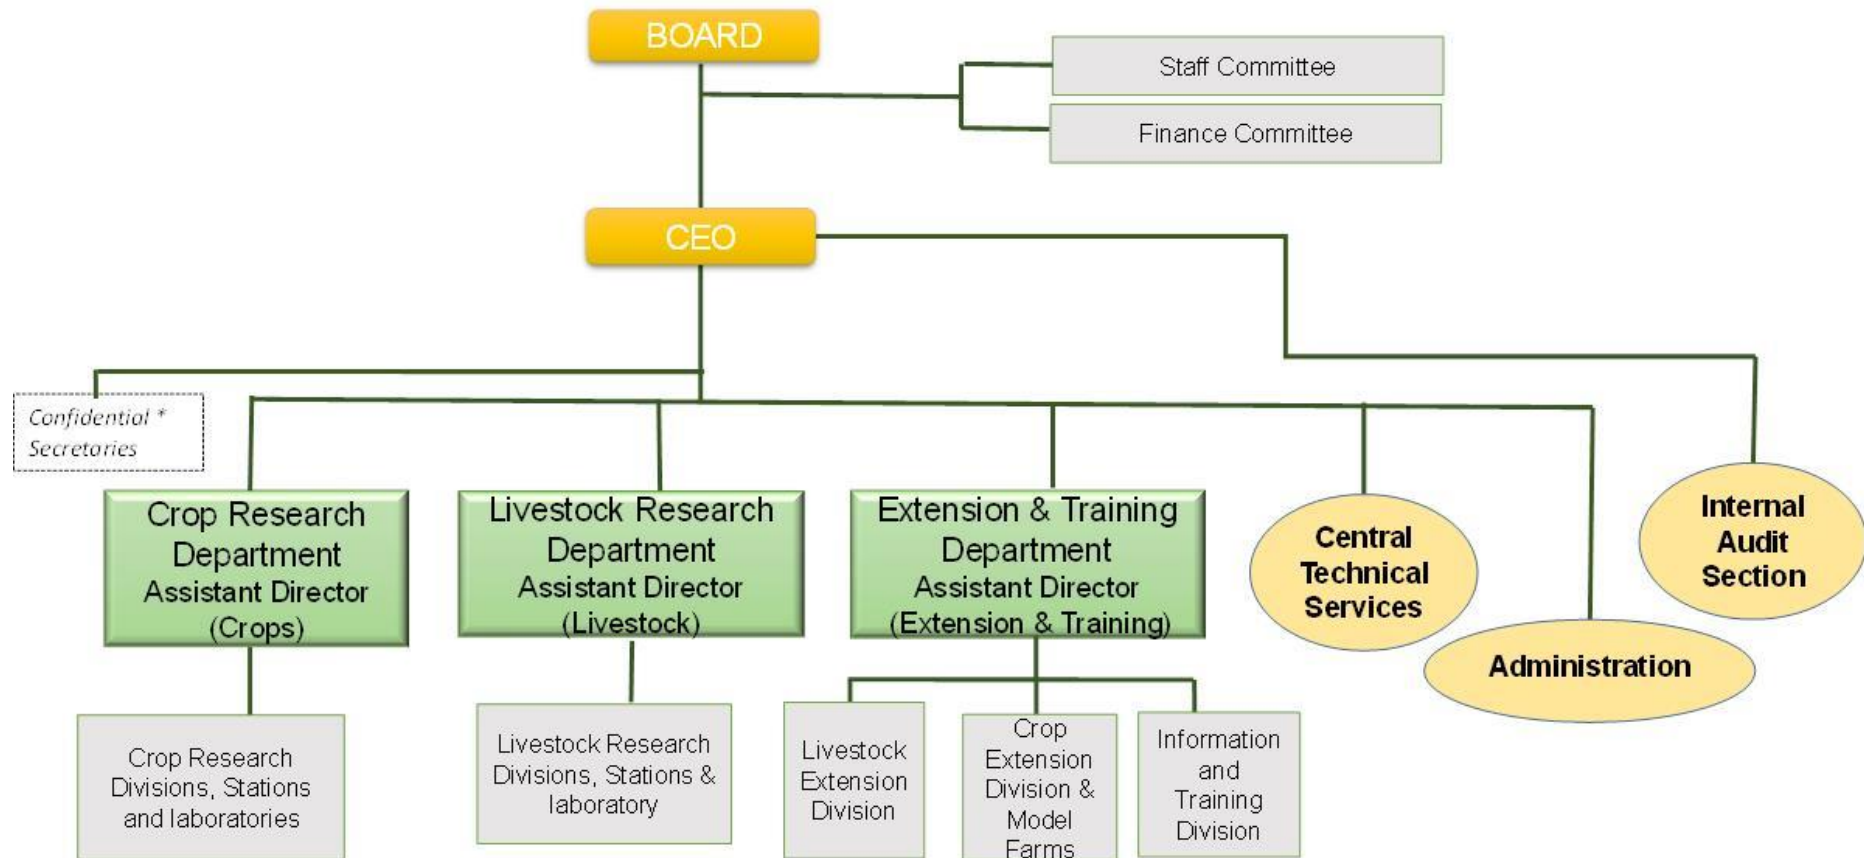 BOARD
Staff Committee
Finance Committee
CEO
Confidential *
Secretaries
Crop Research
Department
Assistant Director
(Crops)
Livestock Research
Department
Assistant Director
(Livestock)
Extension & Training
Department
Assistant Director
(Extension & Training)
Central
Technical
Services
Administration
Internal
Audit
Section
Crop Research
Divisions, Stations
and laboratories
Livestock Research
Divisions, Stations &
laboratory
Livestock
Extension
Division
Crop
Extension
Division &
Model
Farms
Information
and
Training
Division